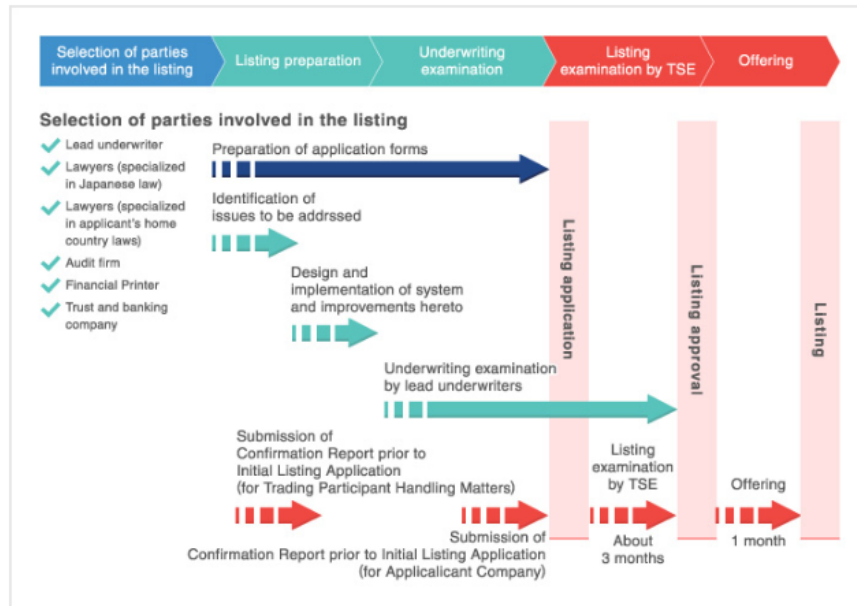 Selection of parties
involved in the listing
Listing preparation
Underwriting
examination
Listing
examination by TSE
Offering
Selection of parties involved in the listing
Lead underwriter
Lawyers (specialized
in Japanese law)
Lawyers (specialized
in applicant's home
country laws)
Audit firm
Financial Printer
Trust and banking
company
Preparation of application forms
Identification of
issues to be addrssed
Design and
implementation of system
and improvements hereto
Underwriting examination
by lead underwriters
Submission of
Confirmation Report prior to
Initial Listing Application
(for Trading Participant Handling Matters)
Submission of
Confirmation Report prior to Initial Listing Application
(for Applicalicant Company)
Listing application
Listing
examination
by TSE
About
3 months
Listing approval
Offering
1 month
Listing